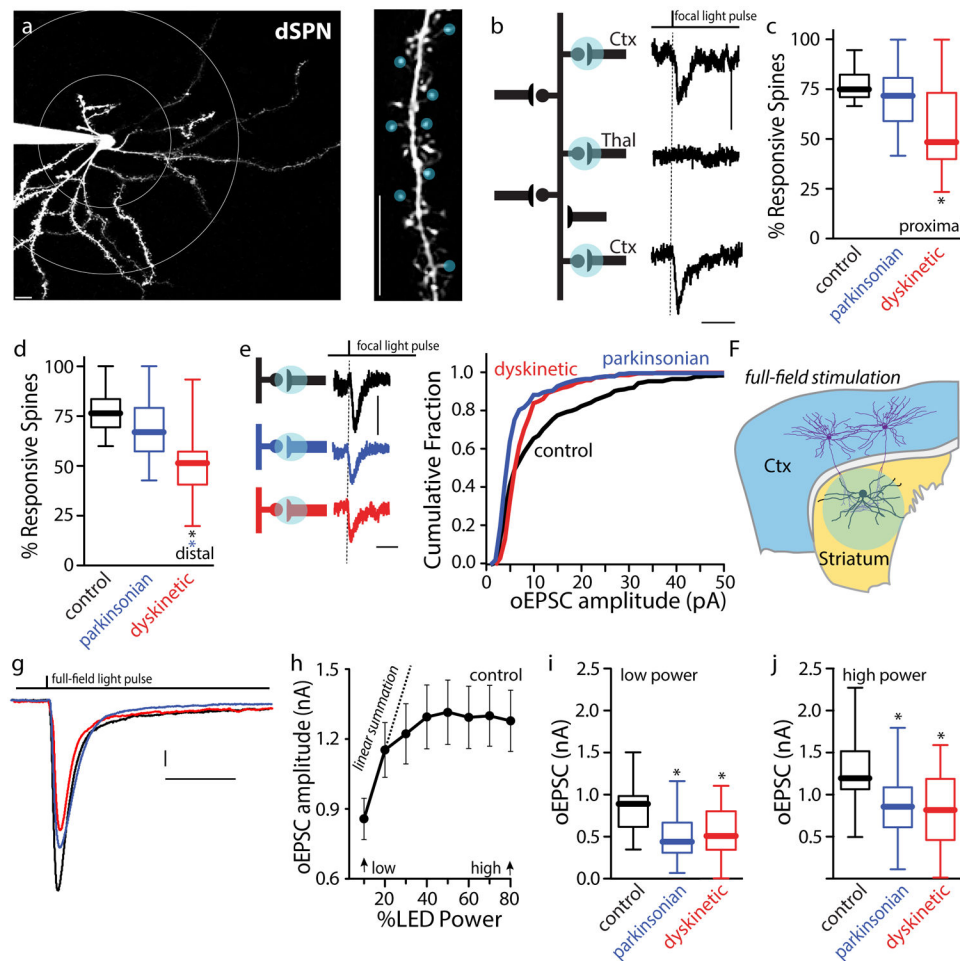 a
dSPN
b
focal light pulse
Ctx
Thal
Ctx
c
% Responsive Spines
100
75
50
25
0
proxima
*
control
parkinsonian
dyskinetic
d
% Responsive Spines
100
75
50
25
0
*
*
distal
control
parkinsonian
dyskinetic
e
focal light pulse
Cumulative Fraction
1.0
0.8
0.6
0.4
0.2
0.0
dyskinetic
parkinsonian
control
0 10 20 30 40 50
oEPSC amplitude (pA)
F
full-field stimulation
Ctx
Striatum
g
full-field light pulse
h
oEPSC amplitude (nA)
1.5
1.2
0.9
0.6
linear summation
control
low
high
20 40 60 80
%LED Power
i
low power
oEPSC (nA)
2.5
2.0
1.5
1.0
0.5
0.0
*
*
control
parkinsonian
dyskinetic
j
high power
oEPSC (nA)
2.5
2.0
1.5
1.0
0.5
0.0
*
*
control
parkinsonian
dyskinetic